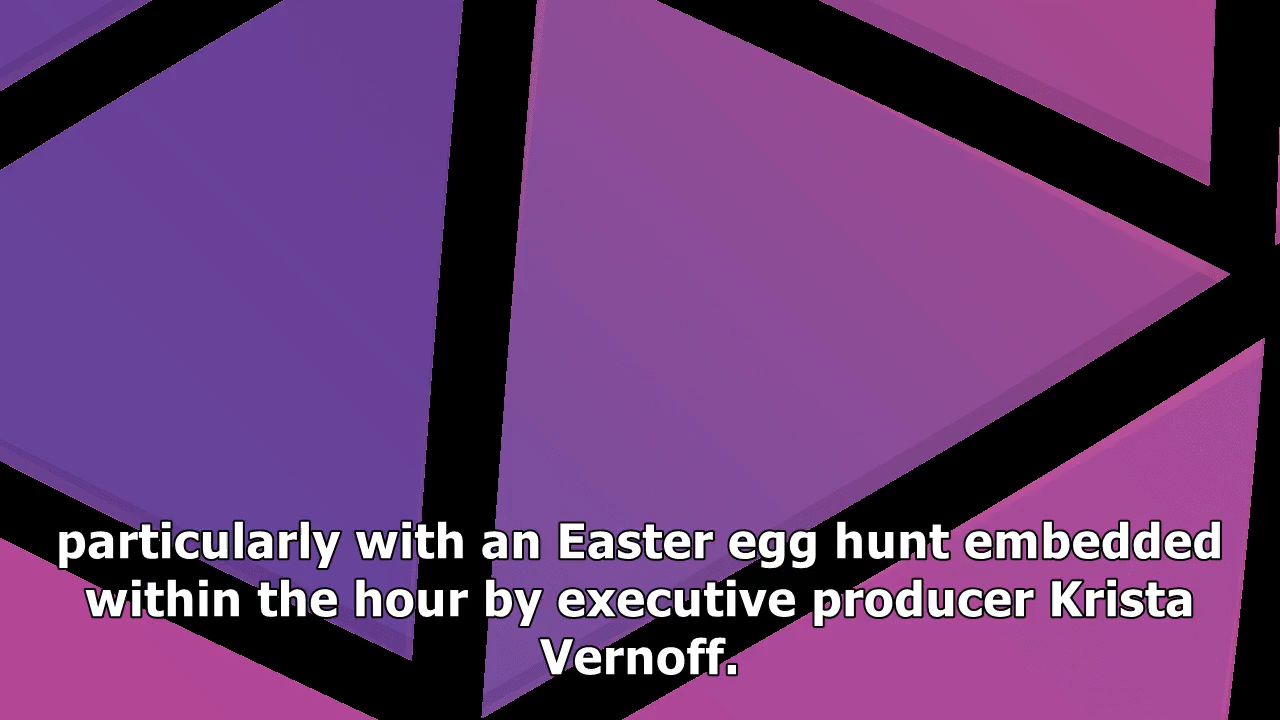 particularly with an Easter egg hunt embedded
within the hour by executive producer Krista
Vernoff.